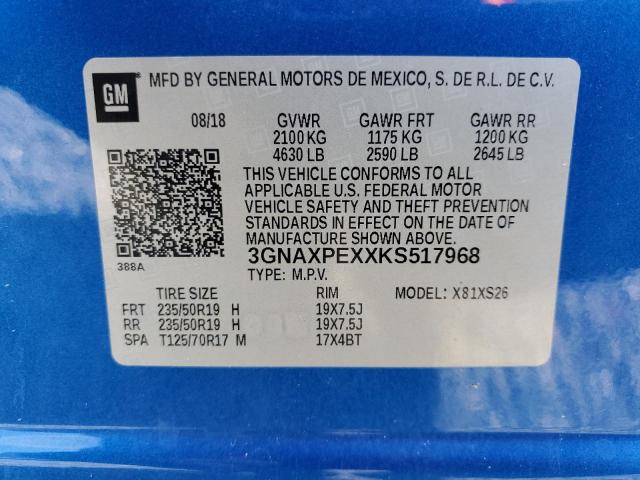 GM
MFD BY GENERAL MOTORS DE MEXICO, S. DE R.L. DE C.V.
08/18 GVWR GAWR FRT GAWR RR
2100 KG 1175 KG 1200 KG
4630 LB 2590 LB 2645 LB
THIS VEHICLE CONFORMS TO ALL
APPLICABLE U.S. FEDERAL MOTOR
VEHICLE SAFETY AND THEFT PREVENTION
STANDARDS IN EFFECT ON THE DATE OF
MANUFACTURE SHOWN ABOVE.
388A
3GNAXPEXXKS517968
TYPE: M.P.V.
TIRE SIZE RIM MODEL: X81XS26
FRT 235/50R19 H 19X7.5J
RR 235/50R19 H 19X7.5J
SPA T125/70R17 M 17X4BT